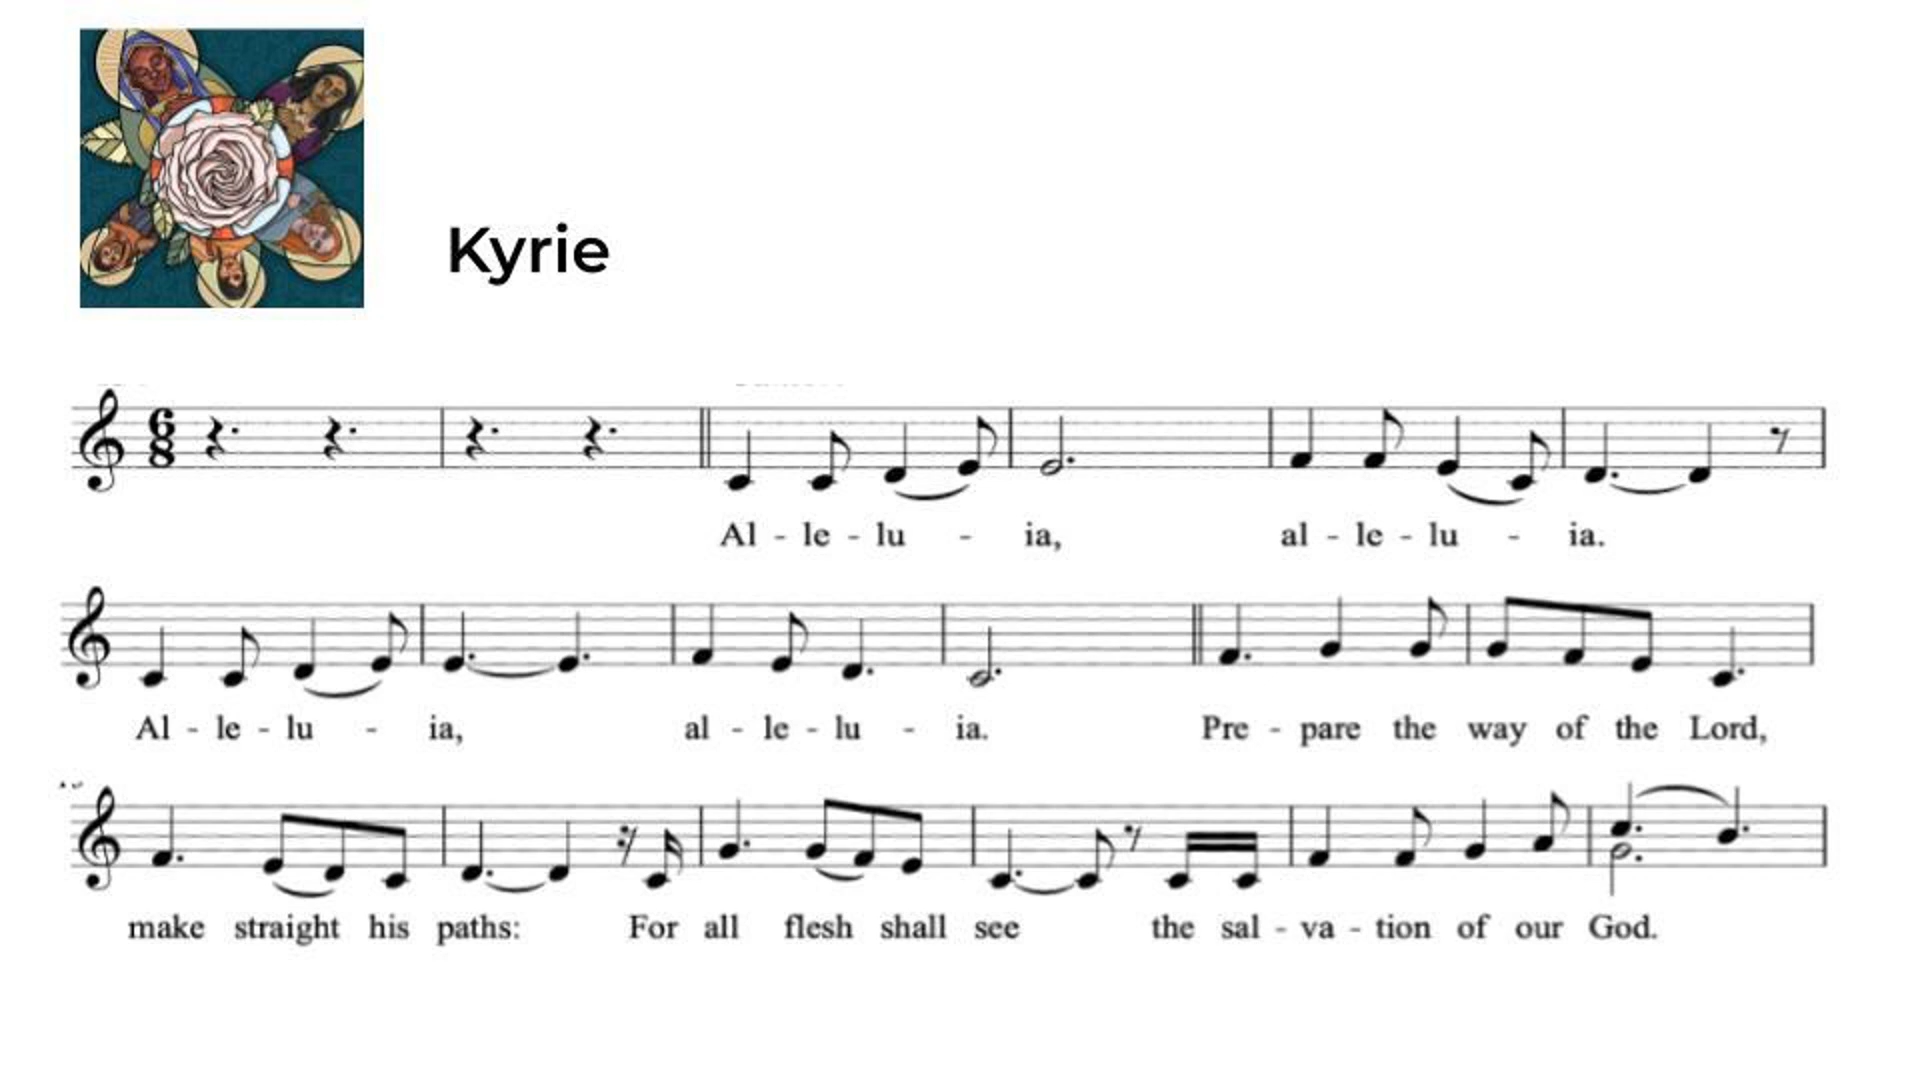 Kyrie
6
8
Al - le - lu - ia, al - le - lu - ia.
Al - le - lu - ia, al - le - lu - ia. Pre - pare the way of the Lord,
make straight his paths: For all flesh shall see the sal - va - tion of our God.